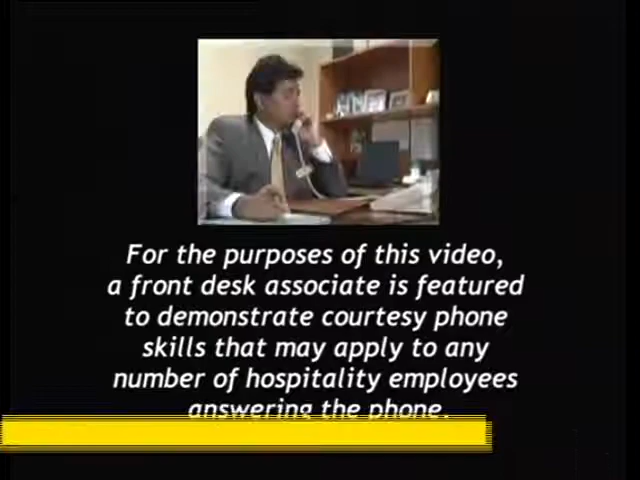 For the purposes of this video,
a front desk associate is featured
to demonstrate courtesy phone
skills that may apply to any
number of hospitality employees
answering the phone.